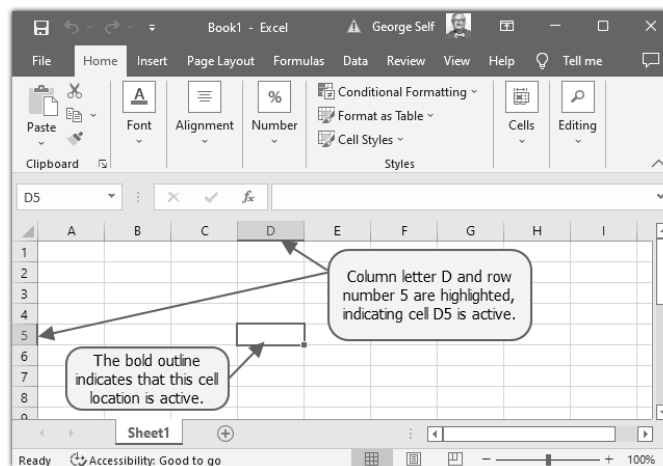 Book1 - Excel
George Self
File Home Insert Page Layout Formulas Data Review View Help Tell me
Paste
Font
Alignment
Number
%
Conditional Formatting
Format as Table
Cell Styles
Cells
Editing
Clipboard
Styles
D5
fx
A B C D E F G H I
1
2
3
4
5
6
7
8
9
Column letter D and row
number 5 are highlighted,
indicating cell D5 is active.
The bold outline
indicates that this cell
location is active.
Sheet1
Ready Accessibility: Good to go
100%